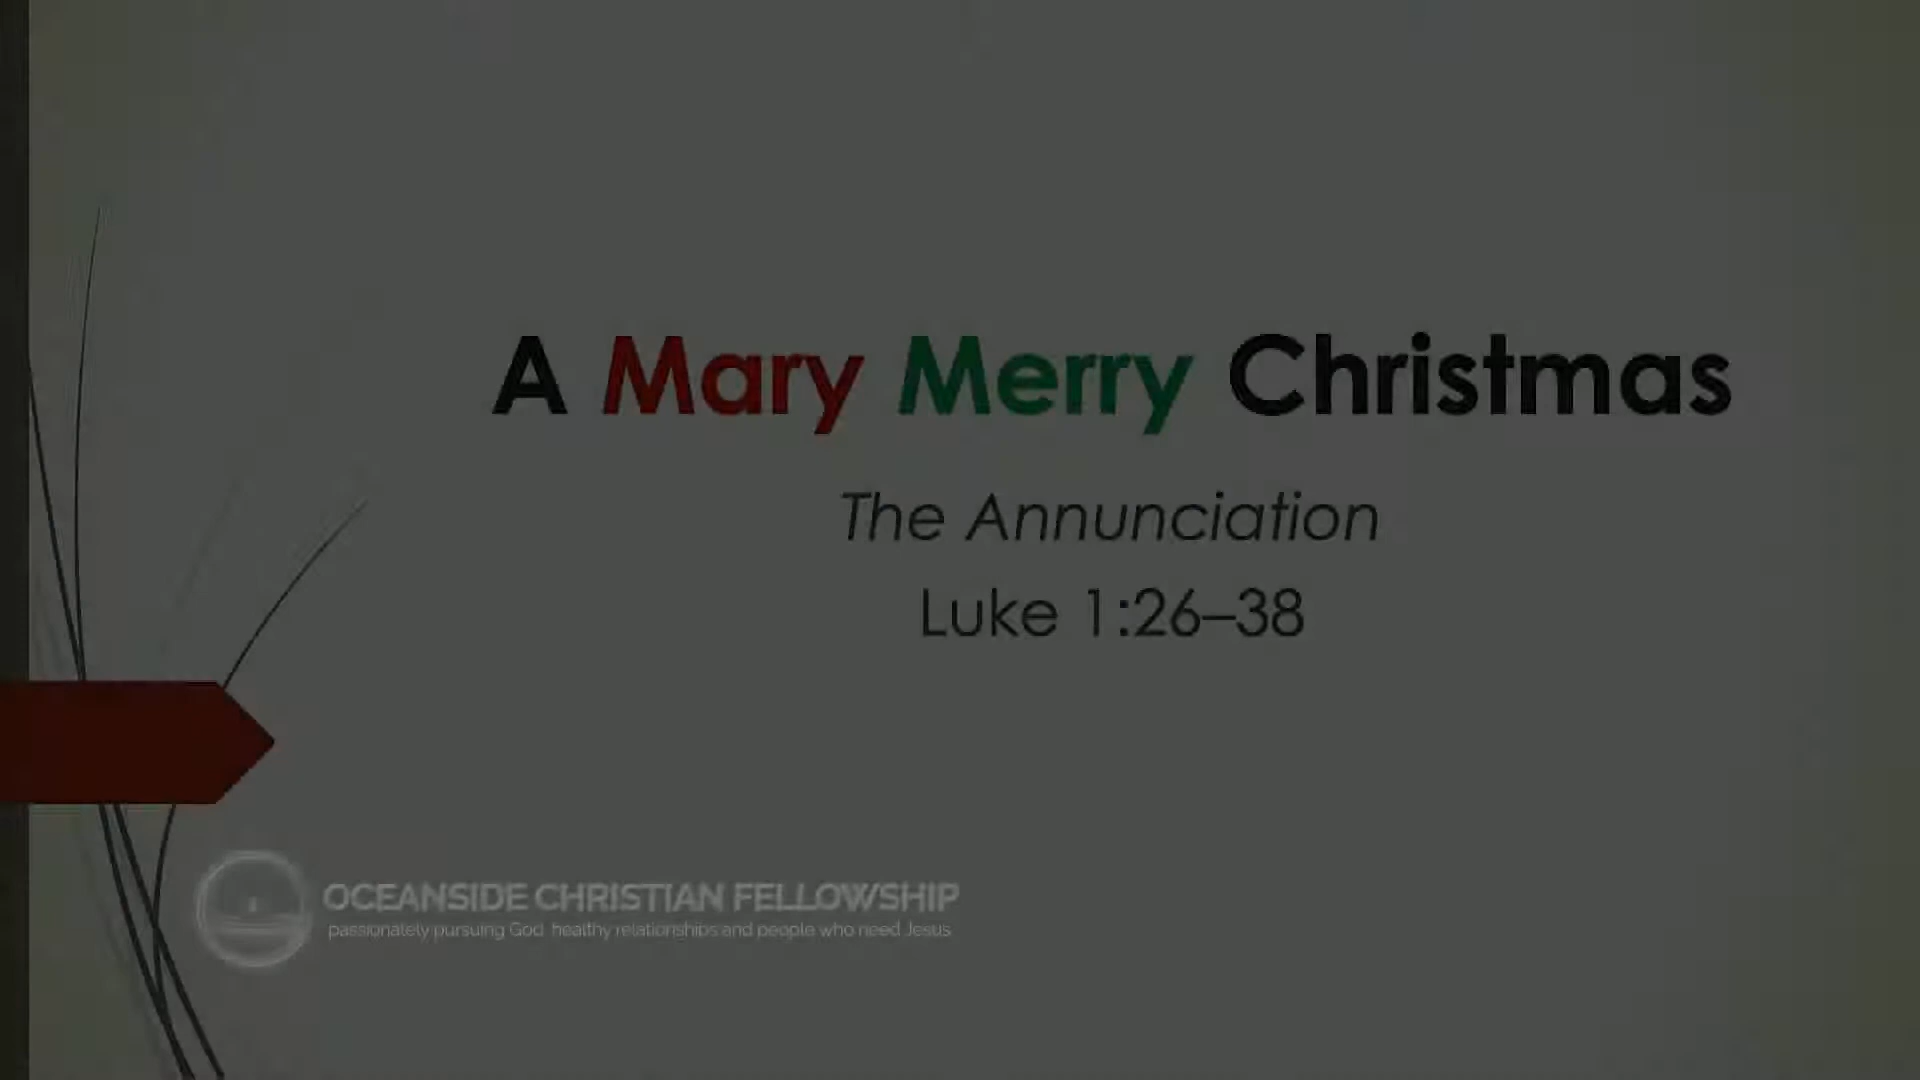 A Mary Merry Christmas
The Annunciation
Luke 1:26–38
OCEANSIDE CHRISTIAN FELLOWSHIP
passionately pursuing God, healthy relationships and people who need Jesus